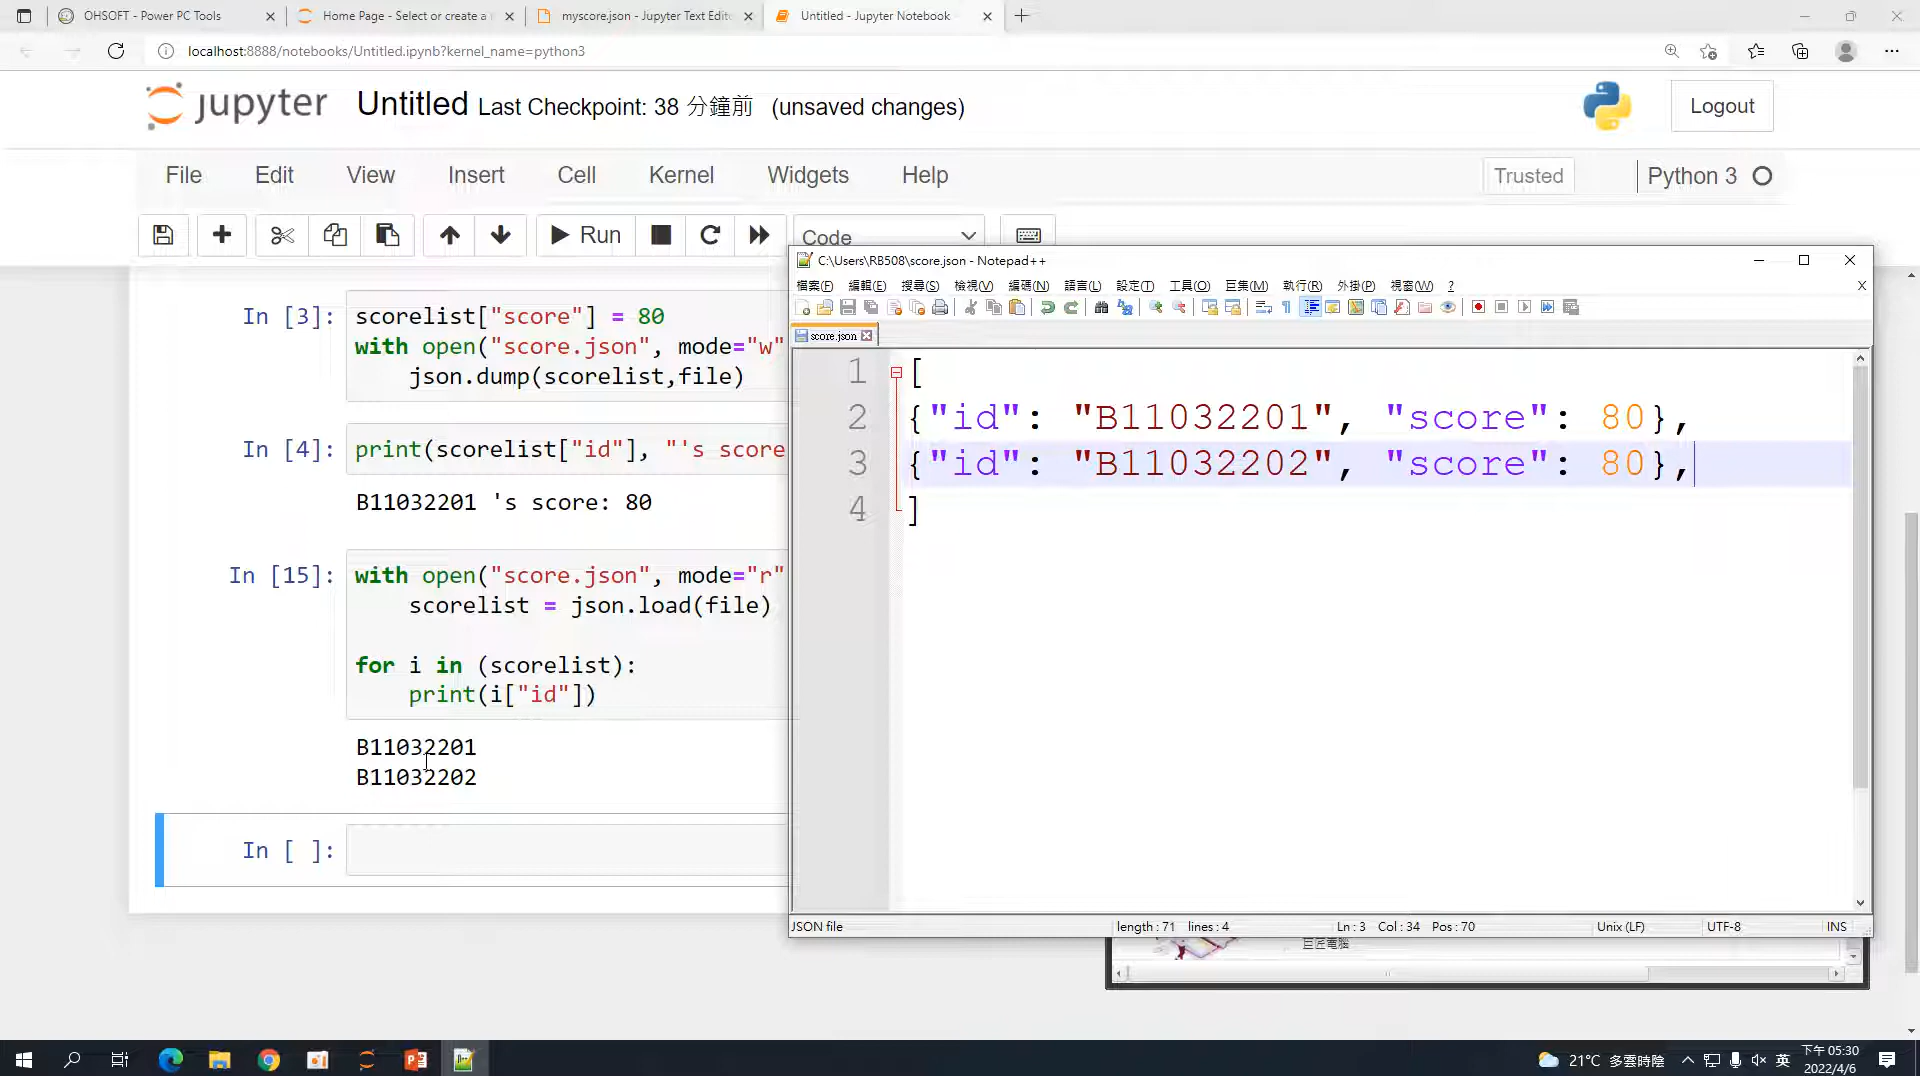 OHSOFT - Power PC Tools
Home Page - Select or create a
myscore.json - Jupyter Text Edit
Untitled - Jupyter Notebook
localhost:8888/notebooks/Untitled.ipynb?kernel_name=python3
jupyter Untitled Last Checkpoint: 38 分鐘前 (unsaved changes)
Logout
File Edit View Insert Cell Kernel Widgets Help
Trusted
Python 3
Run
Code
In [3]:
scorelist["score"] = 80
with open("score.json", mode="w"
json.dump(scorelist,file)
In [4]:
print(scorelist["id"], "'s score
B11032201 's score: 80
In [15]:
with open("score.json", mode="r"
scorelist = json.load(file)
for i in (scorelist):
print(i["id"])
B11032201
B11032202
In [ ]:
C:\Users\RB508\score.json - Notepad++
檔案(F) 編輯(E) 搜尋(S) 檢視(V) 編碼(N) 語言(L) 設定(T) 工具(O) 巨集(M) 執行(R) 外掛(P) 視窗(W) ?
score.json
1 [
2 {"id": "B11032201", "score": 80},
3 {"id": "B11032202", "score": 80},
4 ]
JSON file
length : 71 lines : 4
Ln : 3 Col : 34 Pos : 70
Unix (LF)
UTF-8
INS
巨匠電腦
21°C 多雲時陰
英
下午 05:30
2022/4/6